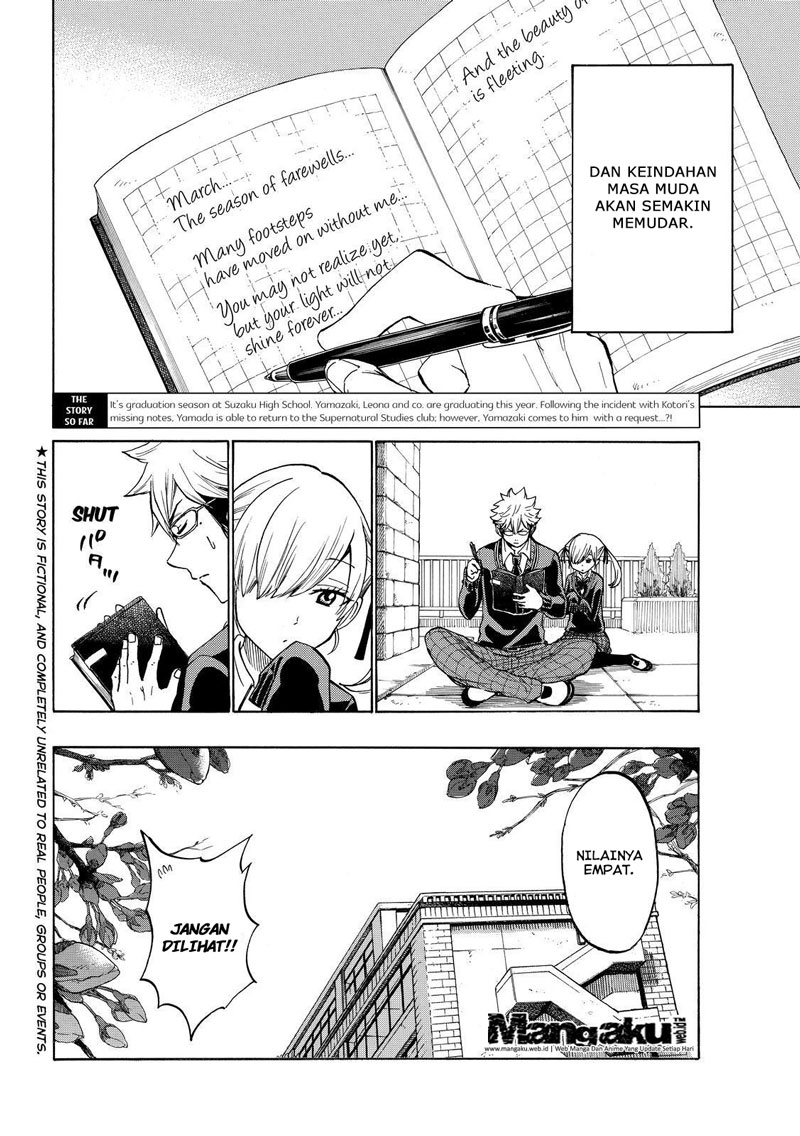 March...
The season of farewells...
Many footsteps
have moved on without me...
You may not realize yet,
but your light will not
shine forever...
And the beauty of
is fleeting.
DAN KEINDAHAN
MASA MUDA
AKAN SEMAKIN
MEMUDAR.
THE
STORY
SO FAR
It's graduation season at Suzaku High School. Yamazaki, Leona and co. are graduating this year. Following the incident with Kotori's
missing notes, Yamada is able to return to the Supernatural Studies club; however, Yamazaki comes to him with a request...?!
★THIS STORY IS FICTIONAL, AND COMPLETELY UNRELATED TO REAL PEOPLE, GROUPS OR EVENTS.
SHUT
パタ...
NILAINYA
EMPAT.
JANGAN
DILIHAT!!
Mangaku
web.id
www.mangaku.web.id | Web Manga Dan Anime Yang Update Setiap Hari